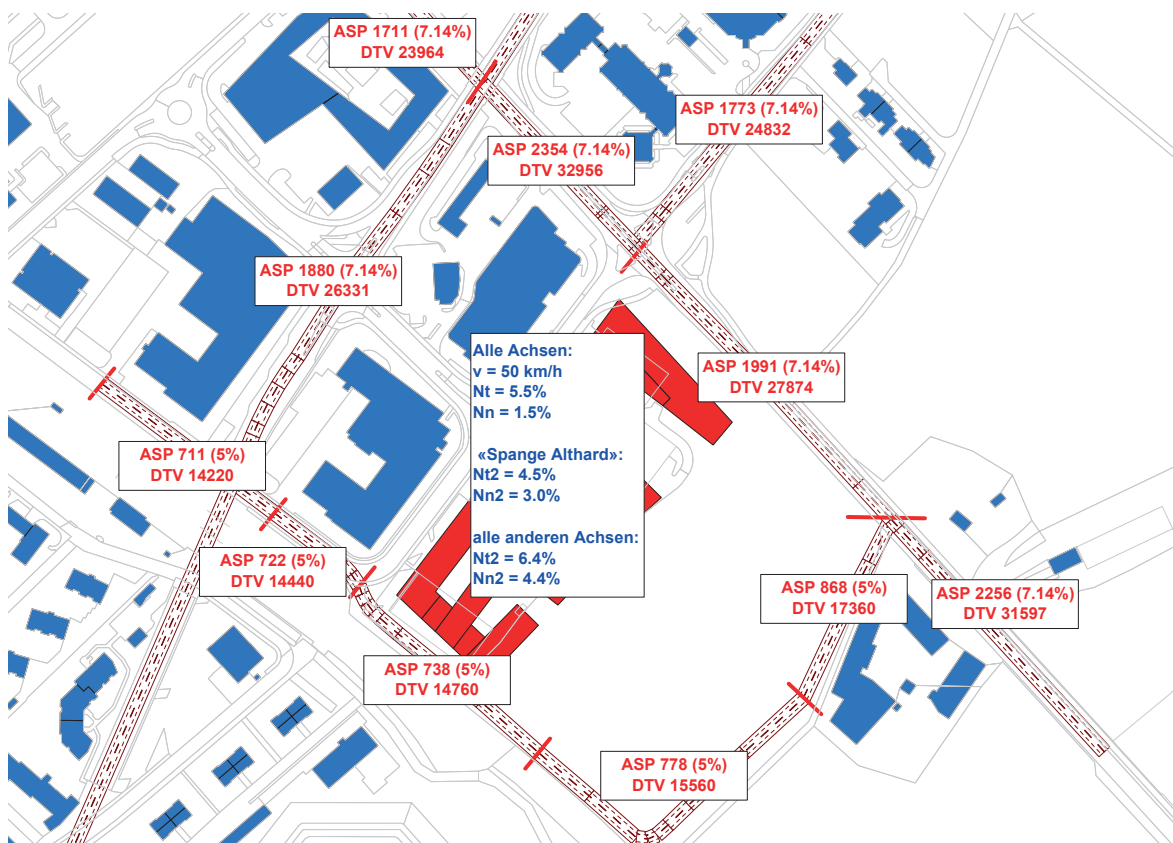 ASP 1711 (7.14%)
DTV 23964
ASP 1773 (7.14%)
DTV 24832
ASP 2354 (7.14%)
DTV 32956
ASP 1880 (7.14%)
DTV 26331
Alle Achsen:
v = 50 km/h
Nt = 5.5%
Nn = 1.5%
«Spange Althard»:
Nt2 = 4.5%
Nn2 = 3.0%
alle anderen Achsen:
Nt2 = 6.4%
Nn2 = 4.4%
ASP 1991 (7.14%)
DTV 27874
ASP 711 (5%)
DTV 14220
ASP 722 (5%)
DTV 14440
ASP 868 (5%)
DTV 17360
ASP 2256 (7.14%)
DTV 31597
ASP 738 (5%)
DTV 14760
ASP 778 (5%)
DTV 15560